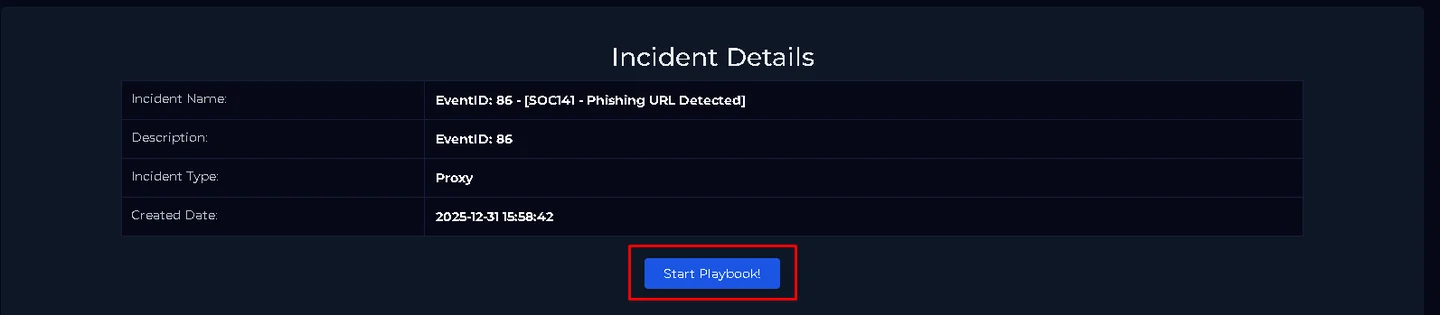 Incident Details
Incident Name: EventID: 86 - [SOC141 - Phishing URL Detected]
Description: EventID: 86
Incident Type: Proxy
Created Date: 2025-12-31 15:58:42
Start Playbook!